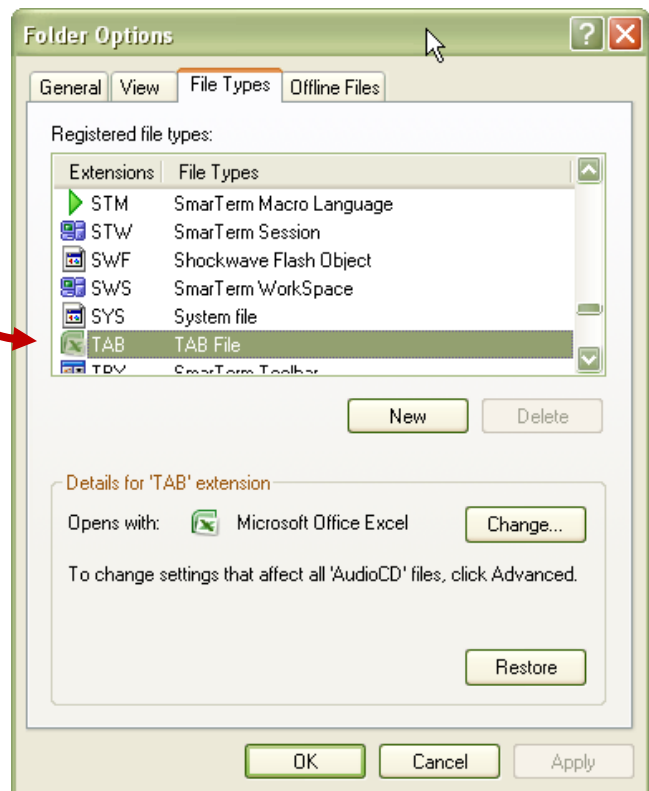 Folder Options
General View File Types Offline Files
Registered file types:
Extensions File Types
STM SmarTerm Macro Language
STW SmarTerm Session
SWF Shockwave Flash Object
SWS SmarTerm WorkSpace
SYS System file
TAB TAB File
SmarTerm Toolbar
New Delete
Details for 'TAB' extension
Opens with: Microsoft Office Excel Change...
To change settings that affect all 'AudioCD' files, click Advanced.
Restore
OK Cancel Apply